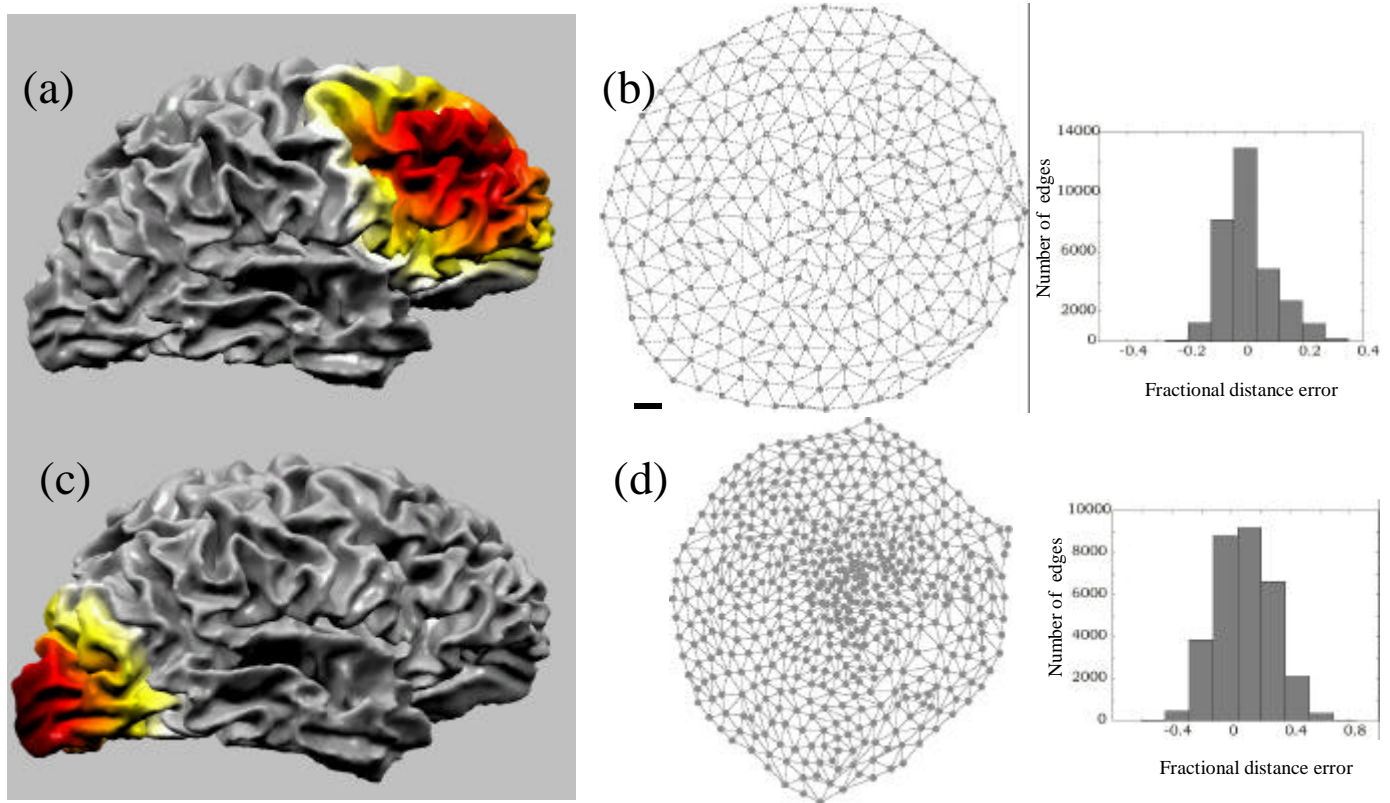 (a)
(b)
14000
10000
6000
2000
0
Number of edges
-0.4 -0.2 0 0.2 0.4
Fractional distance error
(c)
(d)
10000
8000
6000
4000
2000
0
Number of edges
-0.4 0 0.4 0.8
Fractional distance error